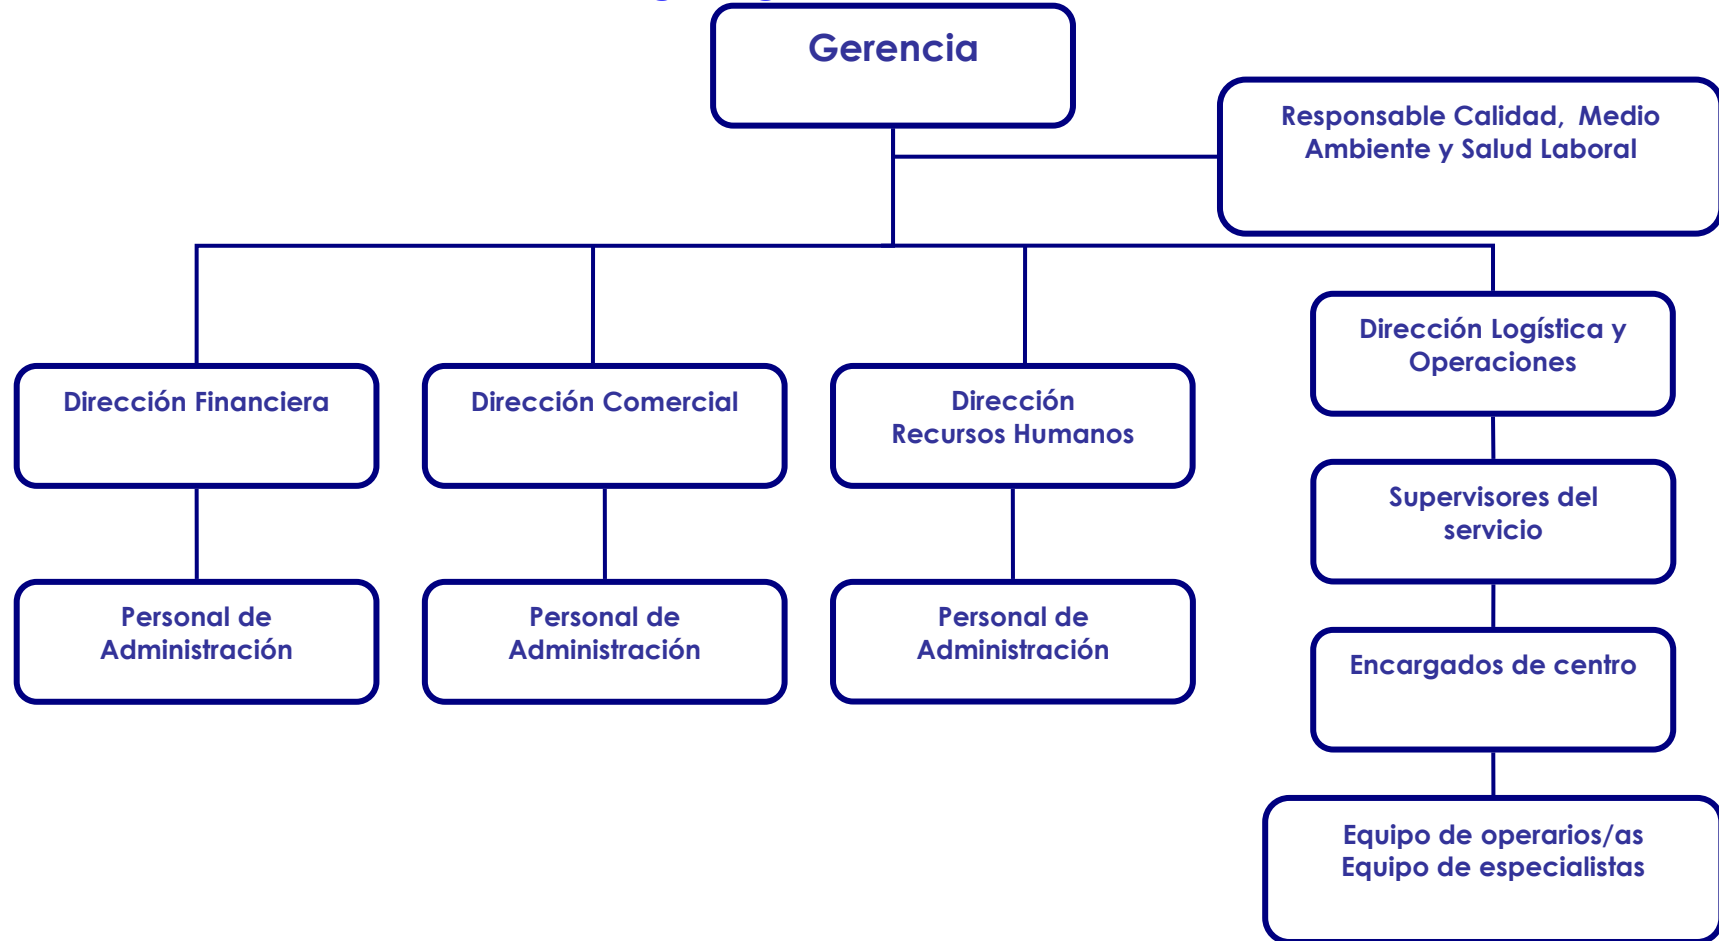 Gerencia
Responsable Calidad, Medio
Ambiente y Salud Laboral
Dirección Logística y
Operaciones
Dirección Financiera
Dirección Comercial
Dirección
Recursos Humanos
Supervisores del
servicio
Personal de
Administración
Personal de
Administración
Personal de
Administración
Encargados de centro
Equipo de operarios/as
Equipo de especialistas